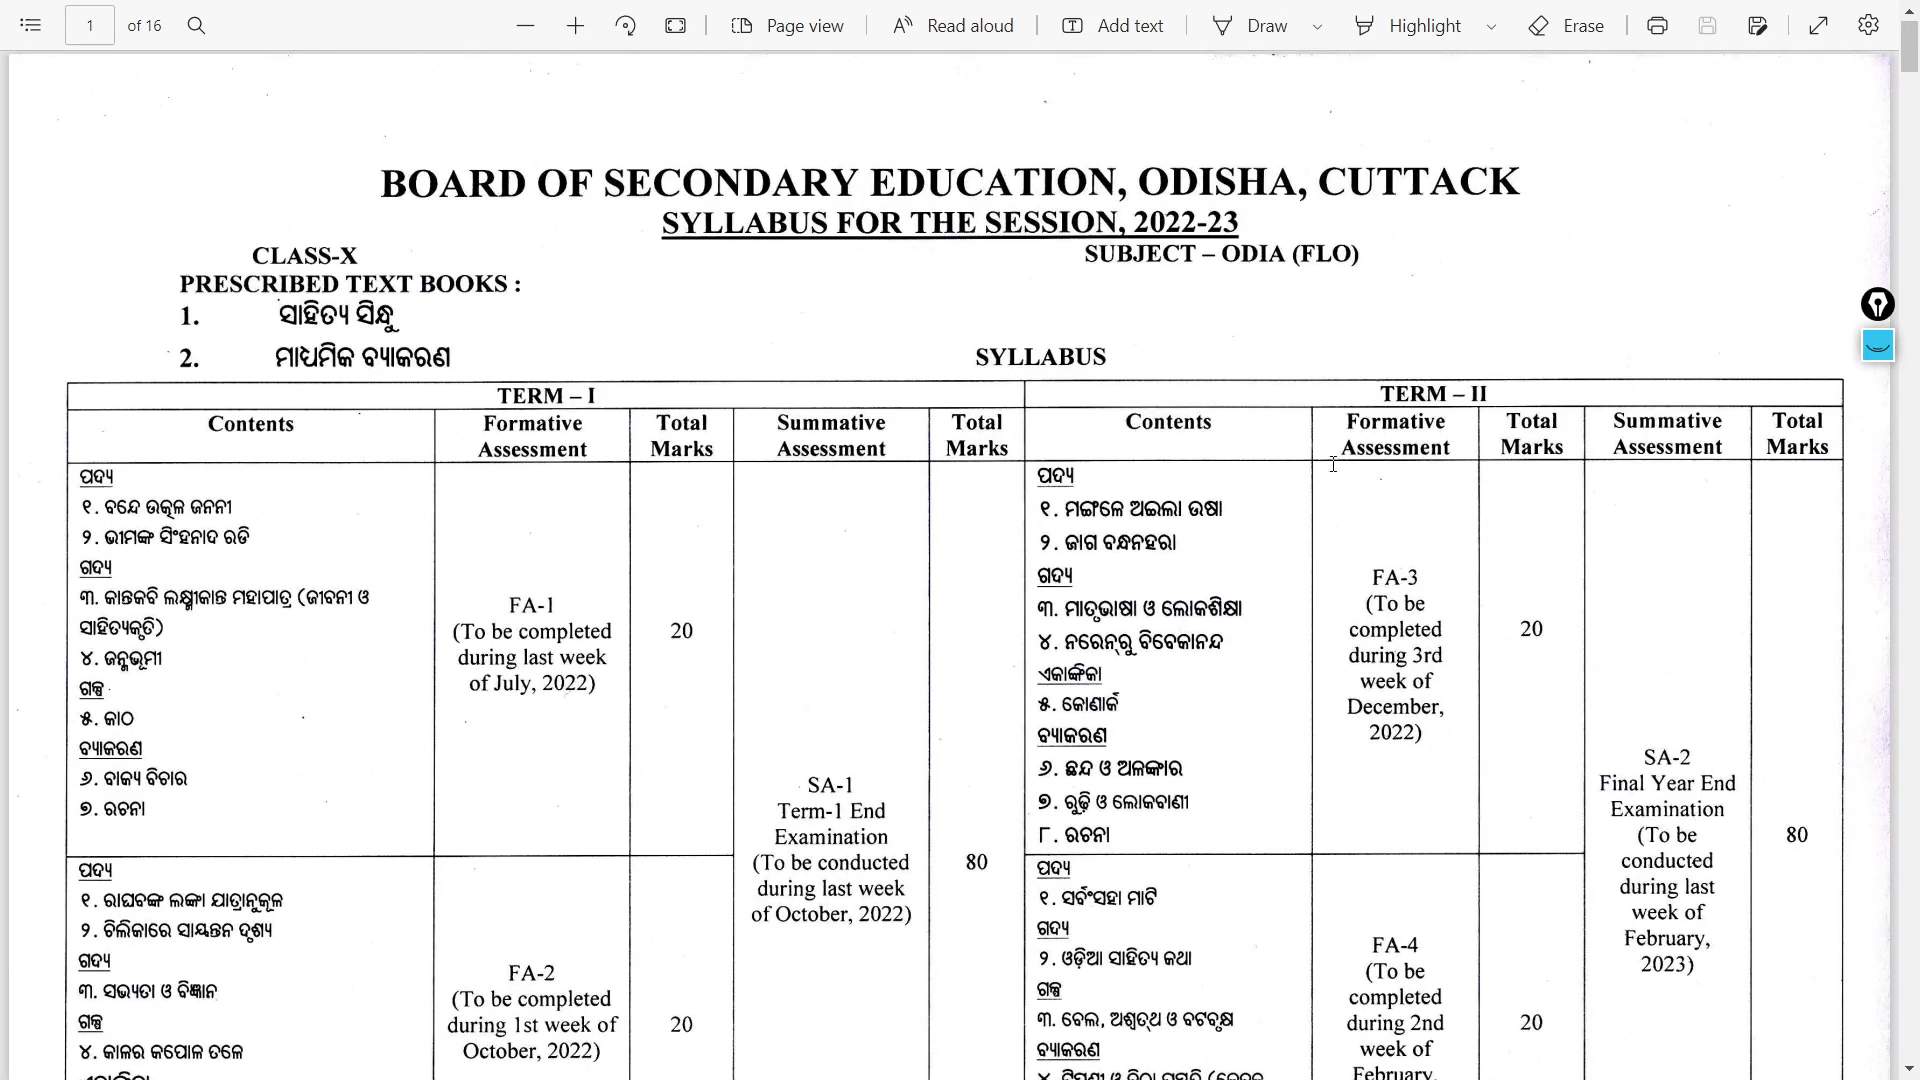 1 of 16 Page view Read aloud Add text Draw Highlight Erase
BOARD OF SECONDARY EDUCATION, ODISHA, CUTTACK
SYLLABUS FOR THE SESSION, 2022-23
CLASS-X SUBJECT – ODIA (FLO)
PRESCRIBED TEXT BOOKS :
1. ସାହିତ୍ୟ ସିନ୍ଧୁ
2. ମାଧ୍ୟମିକ ବ୍ୟାକରଣ
SYLLABUS
TERM – I
Contents
Formative
Assessment
Total
Marks
Summative
Assessment
Total
Marks
ପଦ୍ୟ
୧. ବନ୍ଦେ ଉତ୍କଳ ଜନନୀ
୨. ଭୀମଙ୍କ ସିଂହନାଦ ରଡି
ଗଦ୍ୟ
୩. କାନ୍ତକବି ଲକ୍ଷ୍ମୀକାନ୍ତ ମହାପାତ୍ର (ଜୀବନୀ ଓ
ସାହିତ୍ୟକୃତି)
୪. ଜନ୍ମଭୂମୀ
ଗଳ୍ପ
୫. କାଠ
ବ୍ୟାକରଣ
୬. ବାକ୍ୟ ବିଚାର
୭. ରଚନା
FA-1
(To be completed
during last week
of July, 2022)
20
ପଦ୍ୟ
୧. ରାଘବଙ୍କ ଲଙ୍କା ଯାତ୍ରାନୁକୂଳ
୨. ଚିଲିକାରେ ସାୟନ୍ତନ ଦୃଶ୍ୟ
ଗଦ୍ୟ
୩. ସଭ୍ୟତା ଓ ବିଜ୍ଞାନ
ଗଳ୍ପ
୪. କାଳର କପୋଳ ତଳେ
FA-2
(To be completed
during 1st week of
October, 2022)
20
SA-1
Term-1 End
Examination
(To be conducted
during last week
of October, 2022)
80
TERM – II
Contents
Formative
Assessment
Total
Marks
Summative
Assessment
Total
Marks
ପଦ୍ୟ
୧. ମଙ୍ଗଳେ ଅଇଲା ଉଷା
୨. ଜାଗ ବନ୍ଧନହରା
ଗଦ୍ୟ
୩. ମାତୃଭାଷା ଓ ଲୋକଶିକ୍ଷା
୪. ନରେନ୍‌ରୁ ବିବେକାନନ୍ଦ
ଏକାଙ୍କିକା
୫. କୋଣାର୍କ
ବ୍ୟାକରଣ
୬. ଛନ୍ଦ ଓ ଅଳଙ୍କାର
୭. ରୁଢ଼ି ଓ ଲୋକବାଣୀ
୮. ରଚନା
FA-3
(To be
completed
during 3rd
week of
December,
2022)
20
ପଦ୍ୟ
୧. ସର୍ବଂସହା ମାଟି
ଗଦ୍ୟ
୨. ଓଡ଼ିଆ ସାହିତ୍ୟ କଥା
ଗଳ୍ପ
୩. ବେଲ, ଅଶ୍ୱତ୍‌ଥ ଓ ବଟବୃକ୍ଷ
ବ୍ୟାକରଣ
FA-4
(To be
completed
during 2nd
week of
February,
20
SA-2
Final Year End
Examination
(To be
conducted
during last
week of
February,
2023)
80